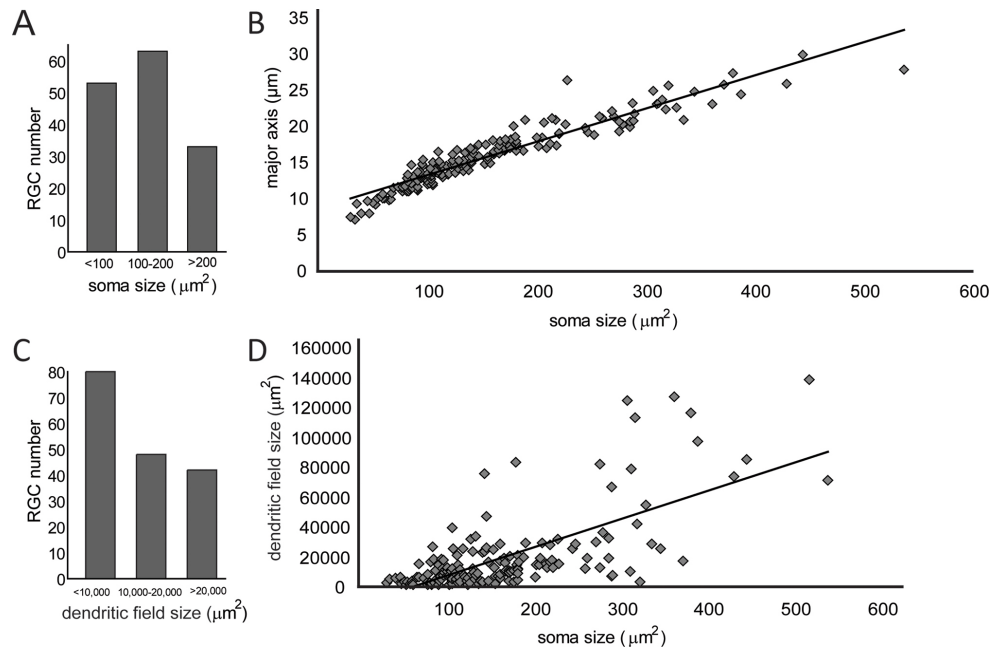 A
RGC number
60
50
40
30
20
10
0
<100 100-200 >200
soma size (μm²)
B
major axis (μm)
35
30
25
20
15
10
5
0
100 200 300 400 500 600
soma size (μm²)
C
RGC number
80
70
60
50
40
30
20
10
0
<10,000 10,000-20,000 >20,000
dendritic field size (μm²)
D
dendritic field size (μm²)
160000
140000
120000
100000
80000
60000
40000
20000
0
100 200 300 400 500 600
soma size (μm²)